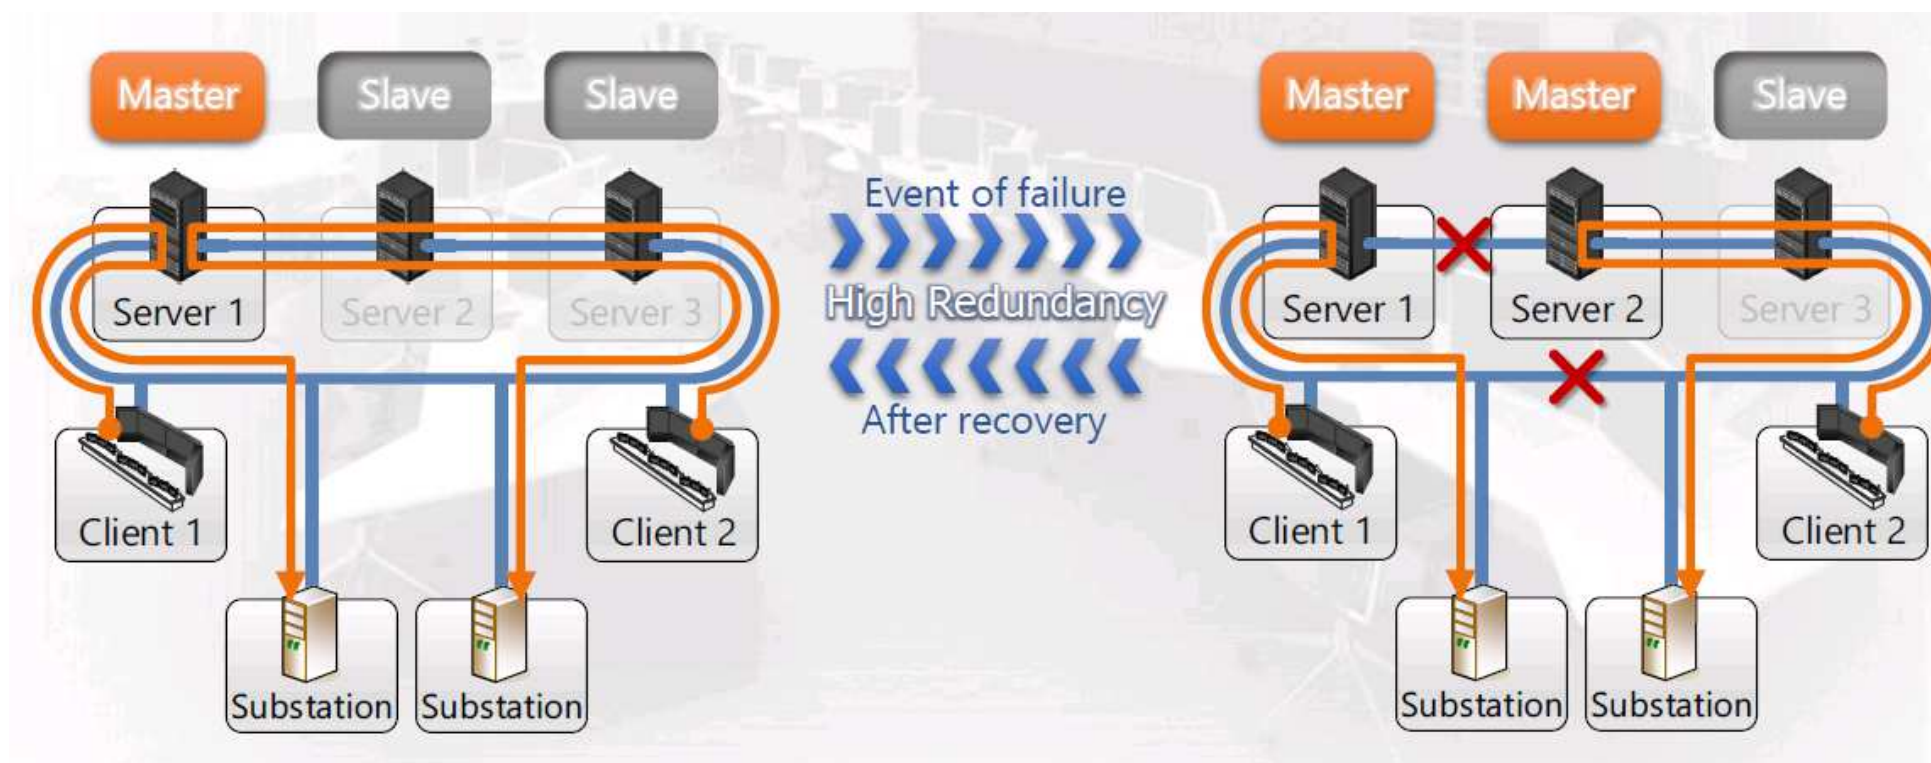 Master Slave Slave
Server 1 Server 2 Server 3
Client 1 Client 2
Substation Substation
Event of failure
High Redundancy
After recovery
Master Master Slave
Server 1 Server 2 Server 3
Client 1 Client 2
Substation Substation